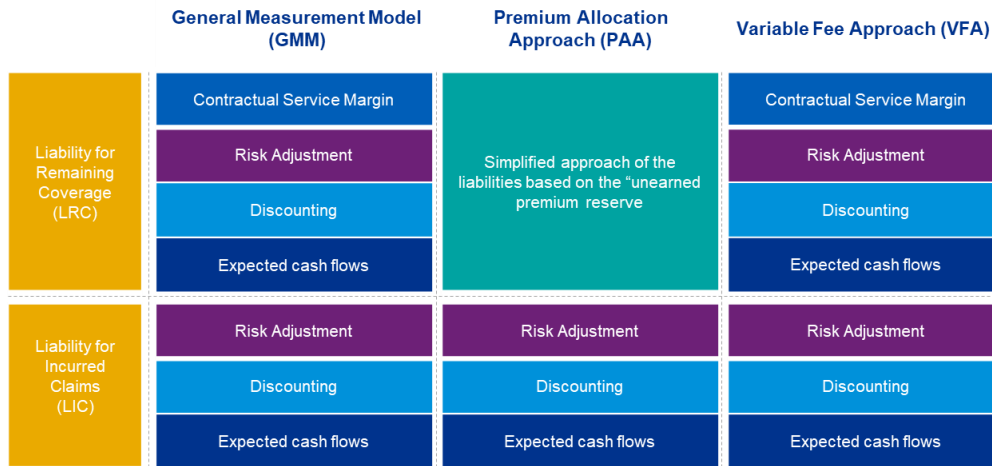 General Measurement Model
(GMM)
Premium Allocation
Approach (PAA)
Variable Fee Approach (VFA)
Liability for
Remaining
Coverage
(LRC)
Contractual Service Margin
Risk Adjustment
Discounting
Expected cash flows
Simplified approach of the
liabilities based on the “unearned
premium reserve
Contractual Service Margin
Risk Adjustment
Discounting
Expected cash flows
Liability for
Incurred
Claims
(LIC)
Risk Adjustment
Discounting
Expected cash flows
Risk Adjustment
Discounting
Expected cash flows
Risk Adjustment
Discounting
Expected cash flows